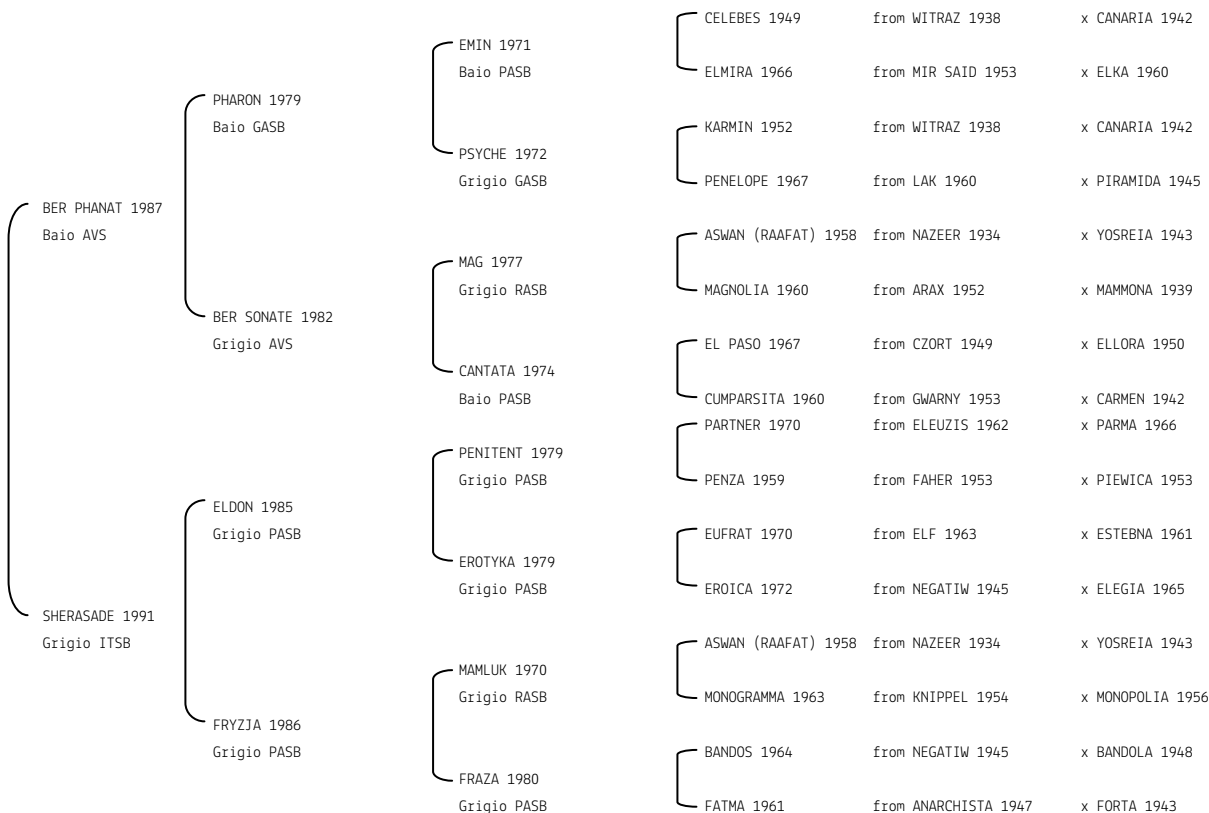 CELEBES 1949 from WITRAZ 1938 x CANARIA 1942
EMIN 1971
Baio PASB ELMIRA 1966 from MIR SAID 1953 x ELKA 1960
PHARON 1979
Baio GASB KARMIN 1952 from WITRAZ 1938 x CANARIA 1942
PSYCHE 1972
Grigio GASB PENELOPE 1967 from LAK 1960 x PIRAMIDA 1945
BER PHANAT 1987
Baio AVS ASWAN (RAAFAT) 1958 from NAZEER 1934 x YOSREIA 1943
MAG 1977
Grigio RASB MAGNOLIA 1960 from ARAX 1952 x MAMMONA 1939
BER SONATE 1982
Grigio AVS EL PASO 1967 from CZORT 1949 x ELLORA 1950
CANTATA 1974
Baio PASB CUMPARSITA 1960 from GWARNY 1953 x CARMEN 1942
PARTNER 1970 from ELEUZIS 1962 x PARMA 1966
PENITENT 1979
Grigio PASB PENZA 1959 from FAHER 1953 x PIEWICA 1953
ELDON 1985
Grigio PASB EUFRAT 1970 from ELF 1963 x ESTEBNA 1961
EROTYKA 1979
Grigio PASB EROICA 1972 from NEGATIW 1945 x ELEGIA 1965
SHERASADE 1991
Grigio ITSB ASWAN (RAAFAT) 1958 from NAZEER 1934 x YOSREIA 1943
MAMLUK 1970
Grigio RASB MONOGRAMMA 1963 from KNIPPEL 1954 x MONOPOLIA 1956
FRYZJA 1986
Grigio PASB BANDOS 1964 from NEGATIW 1945 x BANDOLA 1948
FRAZA 1980
Grigio PASB FATMA 1961 from ANARCHISTA 1947 x FORTA 1943